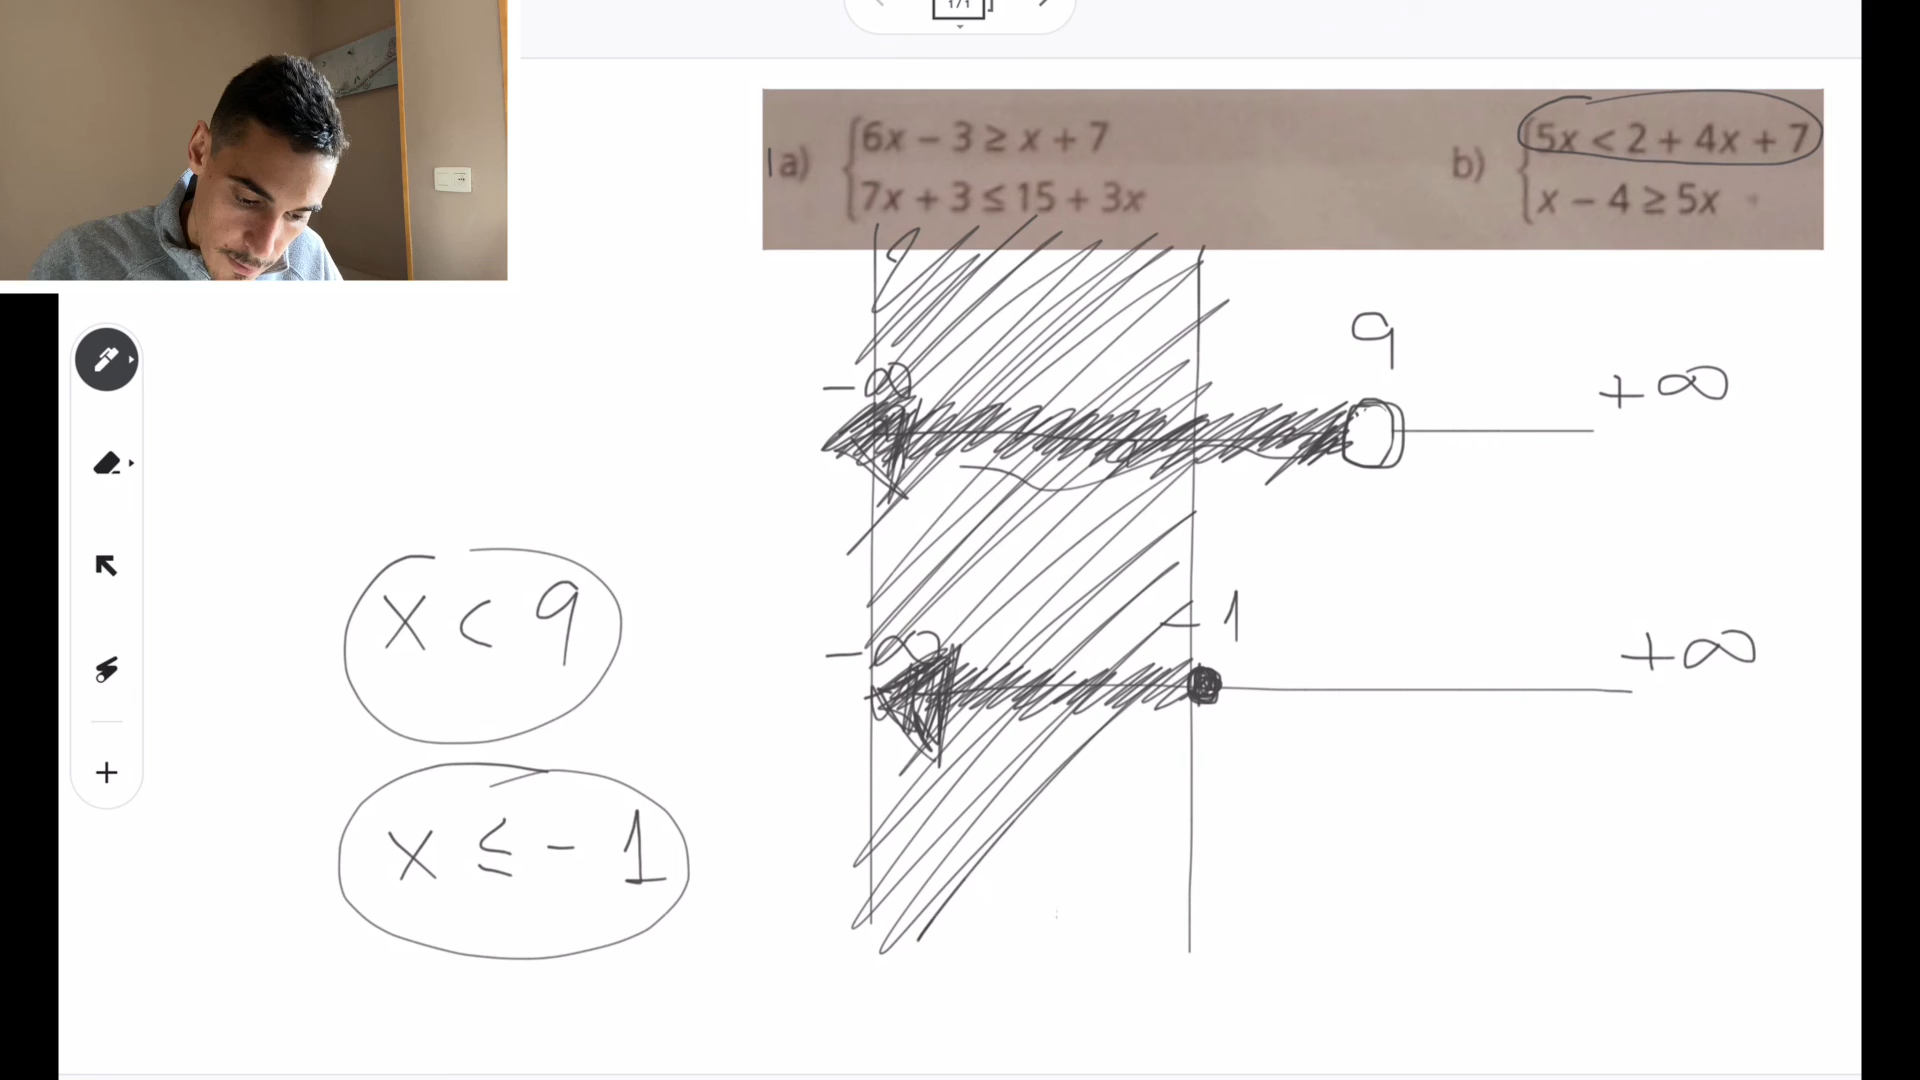 1/1
1a) 6x − 3 ≥ x + 7
7x + 3 ≤ 15 + 3x
b) 5x < 2 + 4x + 7
x − 4 ≥ 5x
9
−∞ +∞
x < 9
−1
−∞ +∞
x ≤ −1